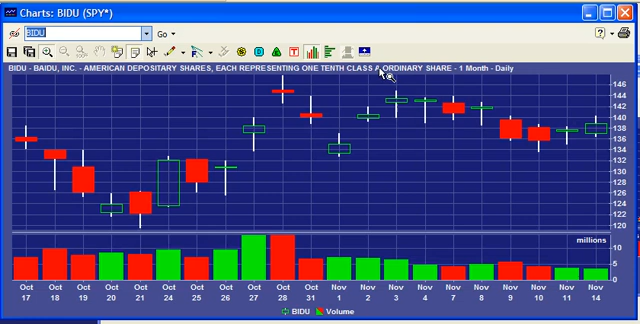 Charts: BIDU (SPY*)
BIDU
Go
BIDU - BAIDU, INC. - AMERICAN DEPOSITARY SHARES, EACH REPRESENTING ONE TENTH CLASS A ORDINARY SHARE - 1 Month - Daily
146
144
142
140
138
136
134
132
130
128
126
124
122
120
millions
10
5
0
Oct Oct Oct Oct Oct Oct Oct Oct Oct Oct Oct Nov Nov Nov Nov Nov Nov Nov Nov Nov Nov
17 18 19 20 21 24 25 26 27 28 31 1 2 3 4 7 8 9 10 11 14
BIDU Volume